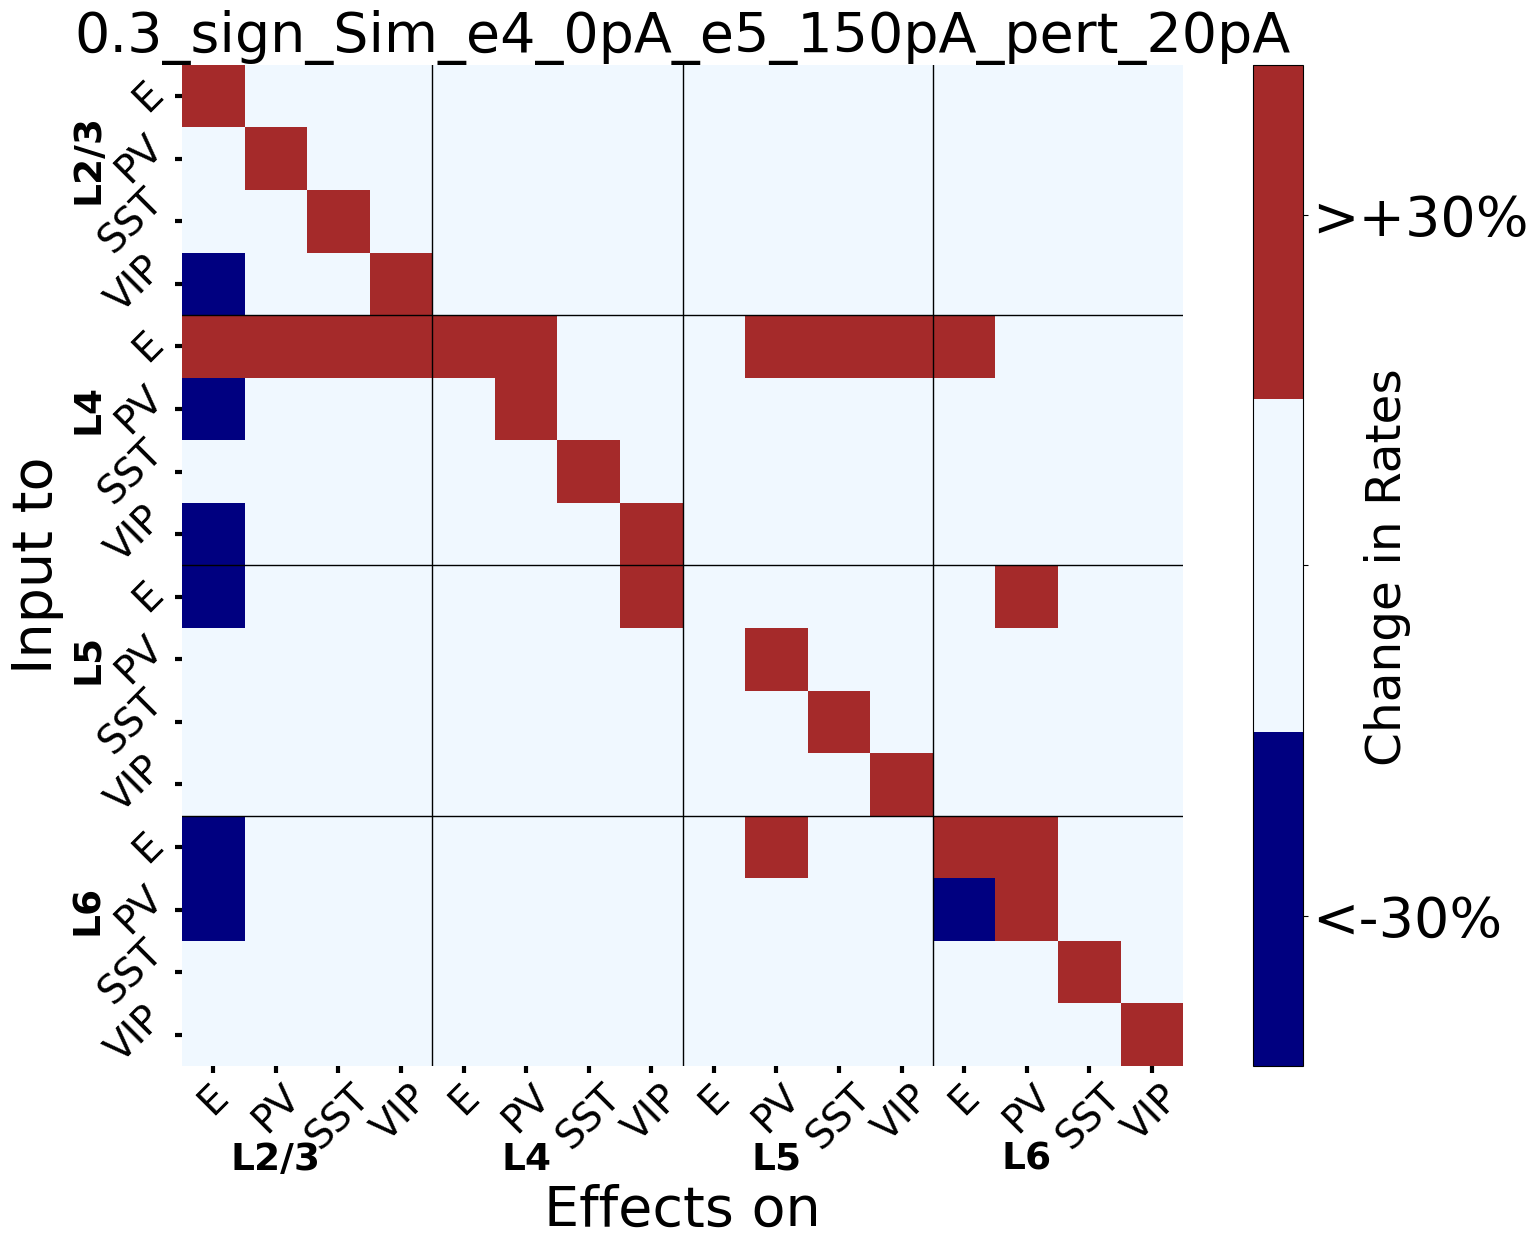 0.3_sign_Sim_e4_0pA_e5_150pA_pert_20pA
Input to
L2/3
E
PV
SST
VIP
L4
E
PV
SST
VIP
L5
E
PV
SST
VIP
L6
E
PV
SST
VIP
E PV SST VIP E PV SST VIP E PV SST VIP E PV SST VIP
L2/3 L4 L5 L6
Effects on
>+30%
<-30%
Change in Rates